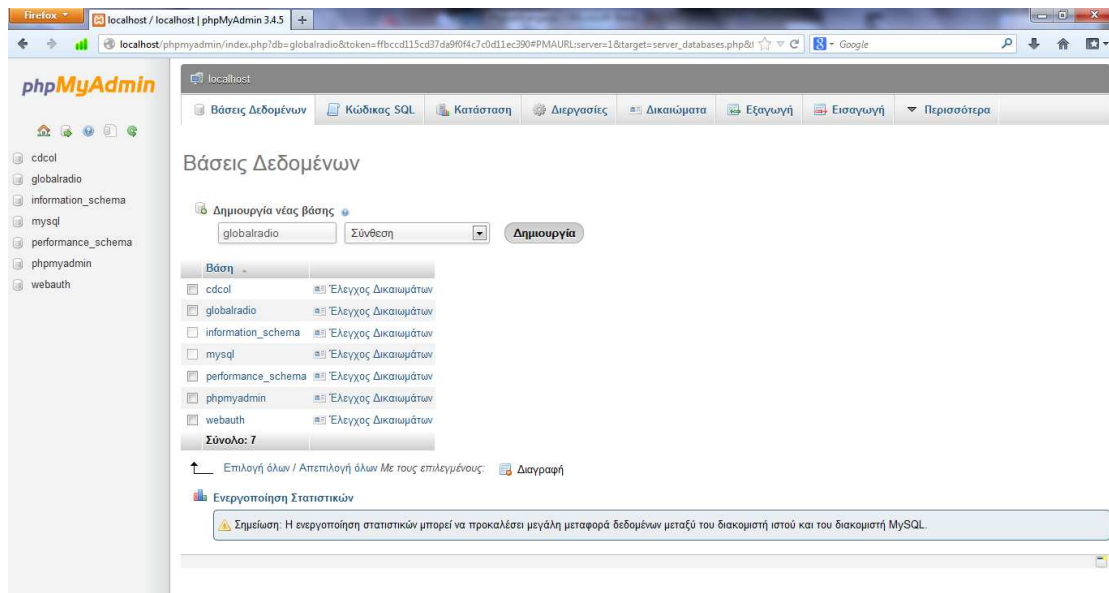 Firefox
localhost / localhost | phpMyAdmin 3.4.5
localhost/phpmyadmin/index.php?db=globalradio&token=ffbccd115cd37da9f0f4c7c0d11ec390#PMAURL:server=1&target=server_databases.php&t
Google
phpMyAdmin
localhost
Βάσεις Δεδομένων Κώδικας SQL Κατάσταση Διεργασίες Δικαιώματα Εξαγωγή Εισαγωγή Περισσότερα
cdcol
globalradio
information_schema
mysql
performance_schema
phpmyadmin
webauth
Βάσεις Δεδομένων
Δημιουργία νέας βάσης
globalradio Σύνθεση Δημιουργία
Βάση
cdcol Έλεγχος Δικαιωμάτων
globalradio Έλεγχος Δικαιωμάτων
information_schema Έλεγχος Δικαιωμάτων
mysql Έλεγχος Δικαιωμάτων
performance_schema Έλεγχος Δικαιωμάτων
phpmyadmin Έλεγχος Δικαιωμάτων
webauth Έλεγχος Δικαιωμάτων
Σύνολο: 7
Επιλογή όλων / Απεπιλογή όλων Με τους επιλεγμένους: Διαγραφή
Ενεργοποίηση Στατιστικών
Σημείωση: Η ενεργοποίηση στατιστικών μπορεί να προκαλέσει μεγάλη μεταφορά δεδομένων μεταξύ του διακομιστή ιστού και του διακομιστή MySQL.